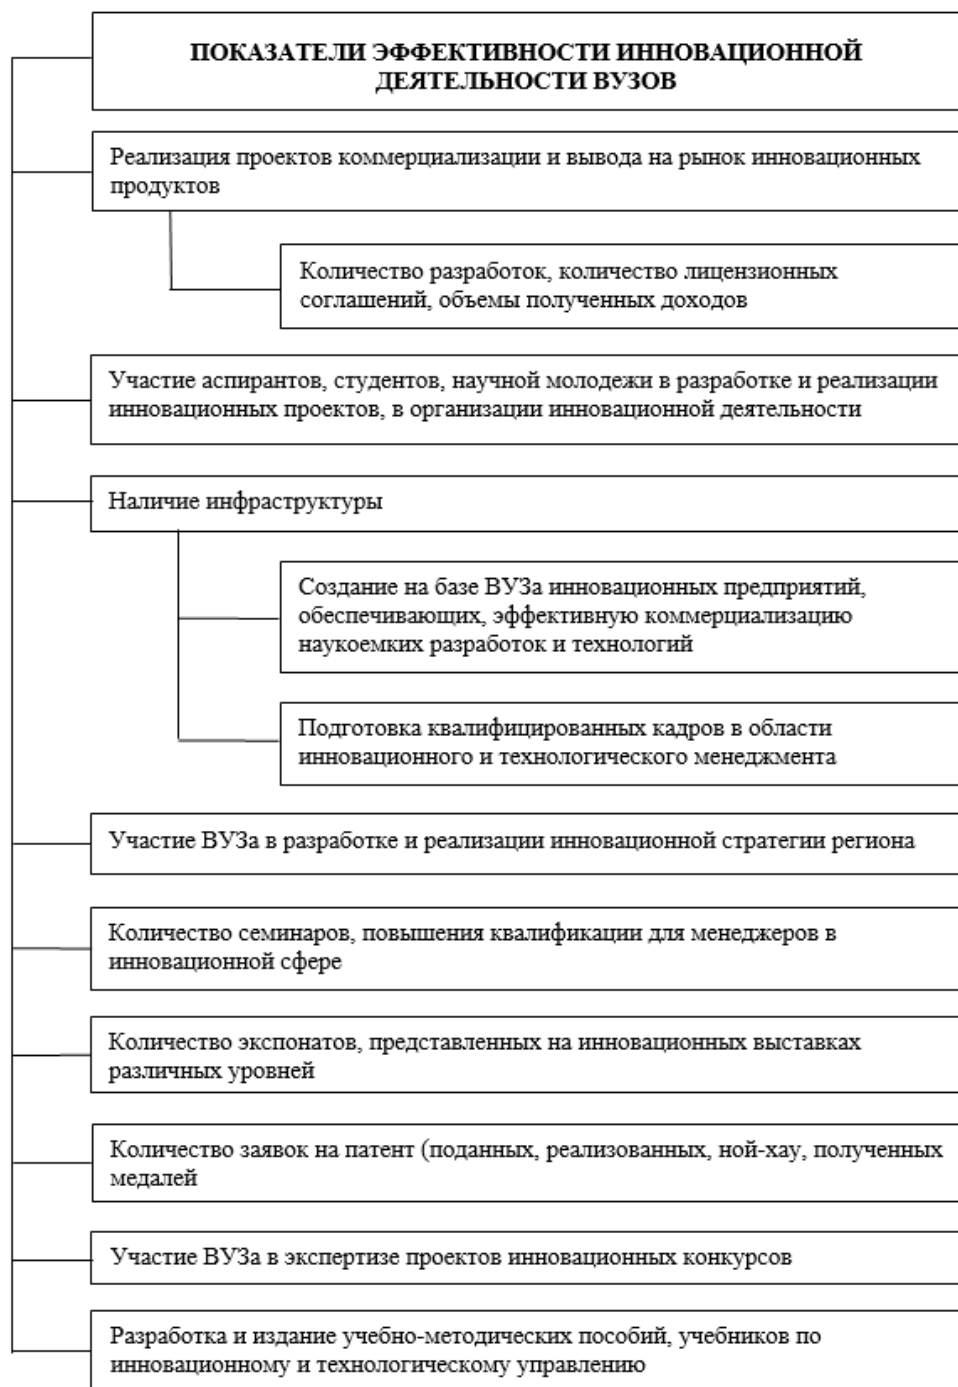 ПОКАЗАТЕЛИ ЭФФЕКТИВНОСТИ ИННОВАЦИОННОЙ
ДЕЯТЕЛЬНОСТИ ВУЗОВ
Реализация проектов коммерциализации и вывода на рынок инновационных
продуктов
Количество разработок, количество лицензионных
соглашений, объемы полученных доходов
Участие аспирантов, студентов, научной молодежи в разработке и реализации
инновационных проектов, в организации инновационной деятельности
Наличие инфраструктуры
Создание на базе ВУЗа инновационных предприятий,
обеспечивающих, эффективную коммерциализацию
наукоемких разработок и технологий
Подготовка квалифицированных кадров в области
инновационного и технологического менеджмента
Участие ВУЗа в разработке и реализации инновационной стратегии региона
Количество семинаров, повышения квалификации для менеджеров в
инновационной сфере
Количество экспонатов, представленных на инновационных выставках
различных уровней
Количество заявок на патент (поданных, реализованных, ной-хау, полученных
медалей
Участие ВУЗа в экспертизе проектов инновационных конкурсов
Разработка и издание учебно-методических пособий, учебников по
инновационному и технологическому управлению